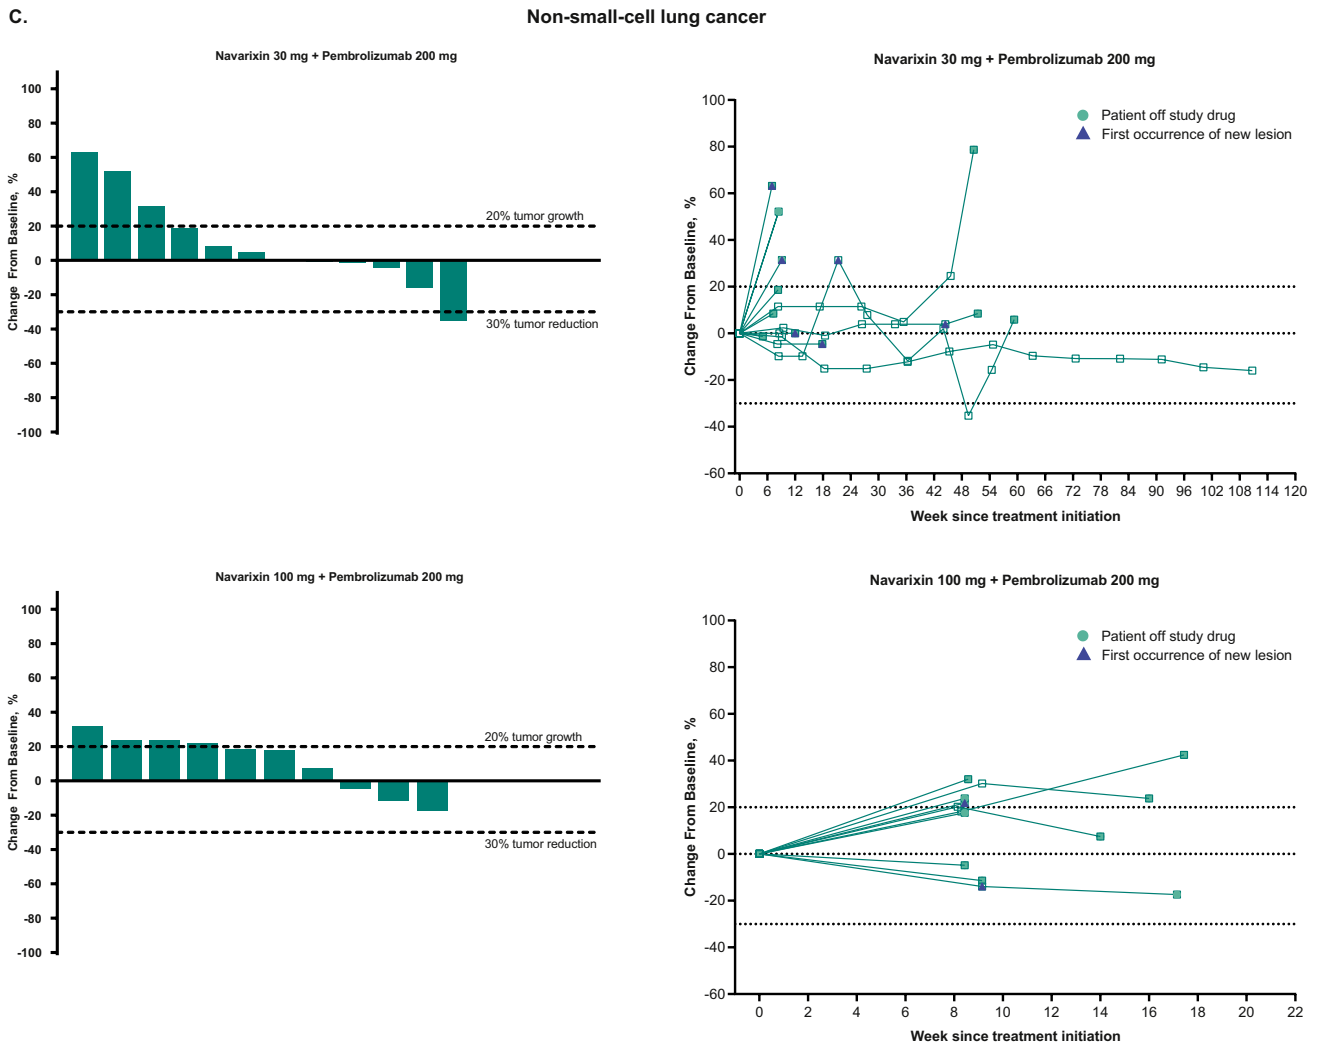 C.
Non-small-cell lung cancer
Navarixin 30 mg + Pembrolizumab 200 mg
Change From Baseline, %
100
80
60
40
20
0
-20
-40
-60
-80
-100
20% tumor growth
30% tumor reduction
Navarixin 30 mg + Pembrolizumab 200 mg
Change From Baseline, %
100
80
60
40
20
0
-20
-40
-60
Patient off study drug
First occurrence of new lesion
0 6 12 18 24 30 36 42 48 54 60 66 72 78 84 90 96 102 108 114 120
Week since treatment initiation
Navarixin 100 mg + Pembrolizumab 200 mg
Change From Baseline, %
100
80
60
40
20
0
-20
-40
-60
-80
-100
20% tumor growth
30% tumor reduction
Navarixin 100 mg + Pembrolizumab 200 mg
Change From Baseline, %
100
80
60
40
20
0
-20
-40
-60
Patient off study drug
First occurrence of new lesion
0 2 4 6 8 10 12 14 16 18 20 22
Week since treatment initiation